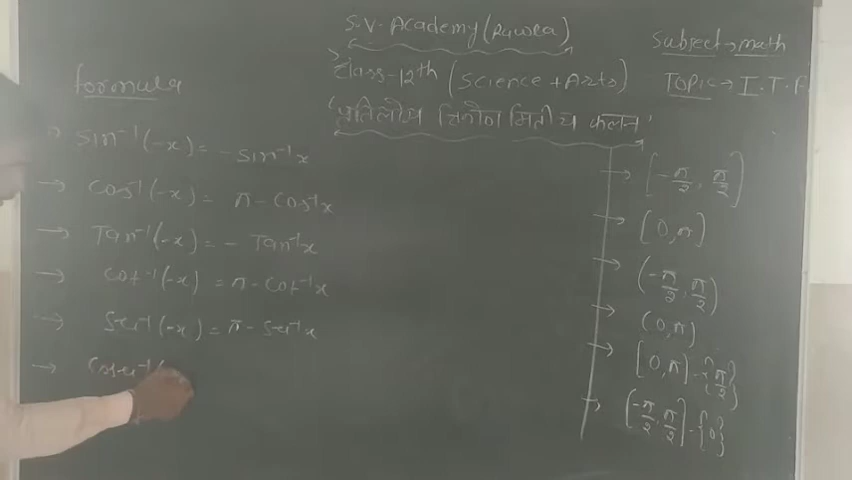 S.V. Academy (Rawla)
Class-12th (Science + Arts)
प्रतिलोम त्रिकोणमितीय फलन
Subject → math
Topic → I.T.F
formula
sin⁻¹(-x) = - sin⁻¹x
→ Cos⁻¹(-x) = π - Cos⁻¹x
→ Tan⁻¹(-x) = - Tan⁻¹x
→ Cot⁻¹(-x) = π - Cot⁻¹x
→ Sec⁻¹(-x) = π - Sec⁻¹x
→ Cosec⁻¹(
→ [-π/2, π/2]
→ [0, π]
→ (-π/2, π/2)
→ (0, π)
→ [0, π] - {π/2}
→ [-π/2, π/2] - {0}